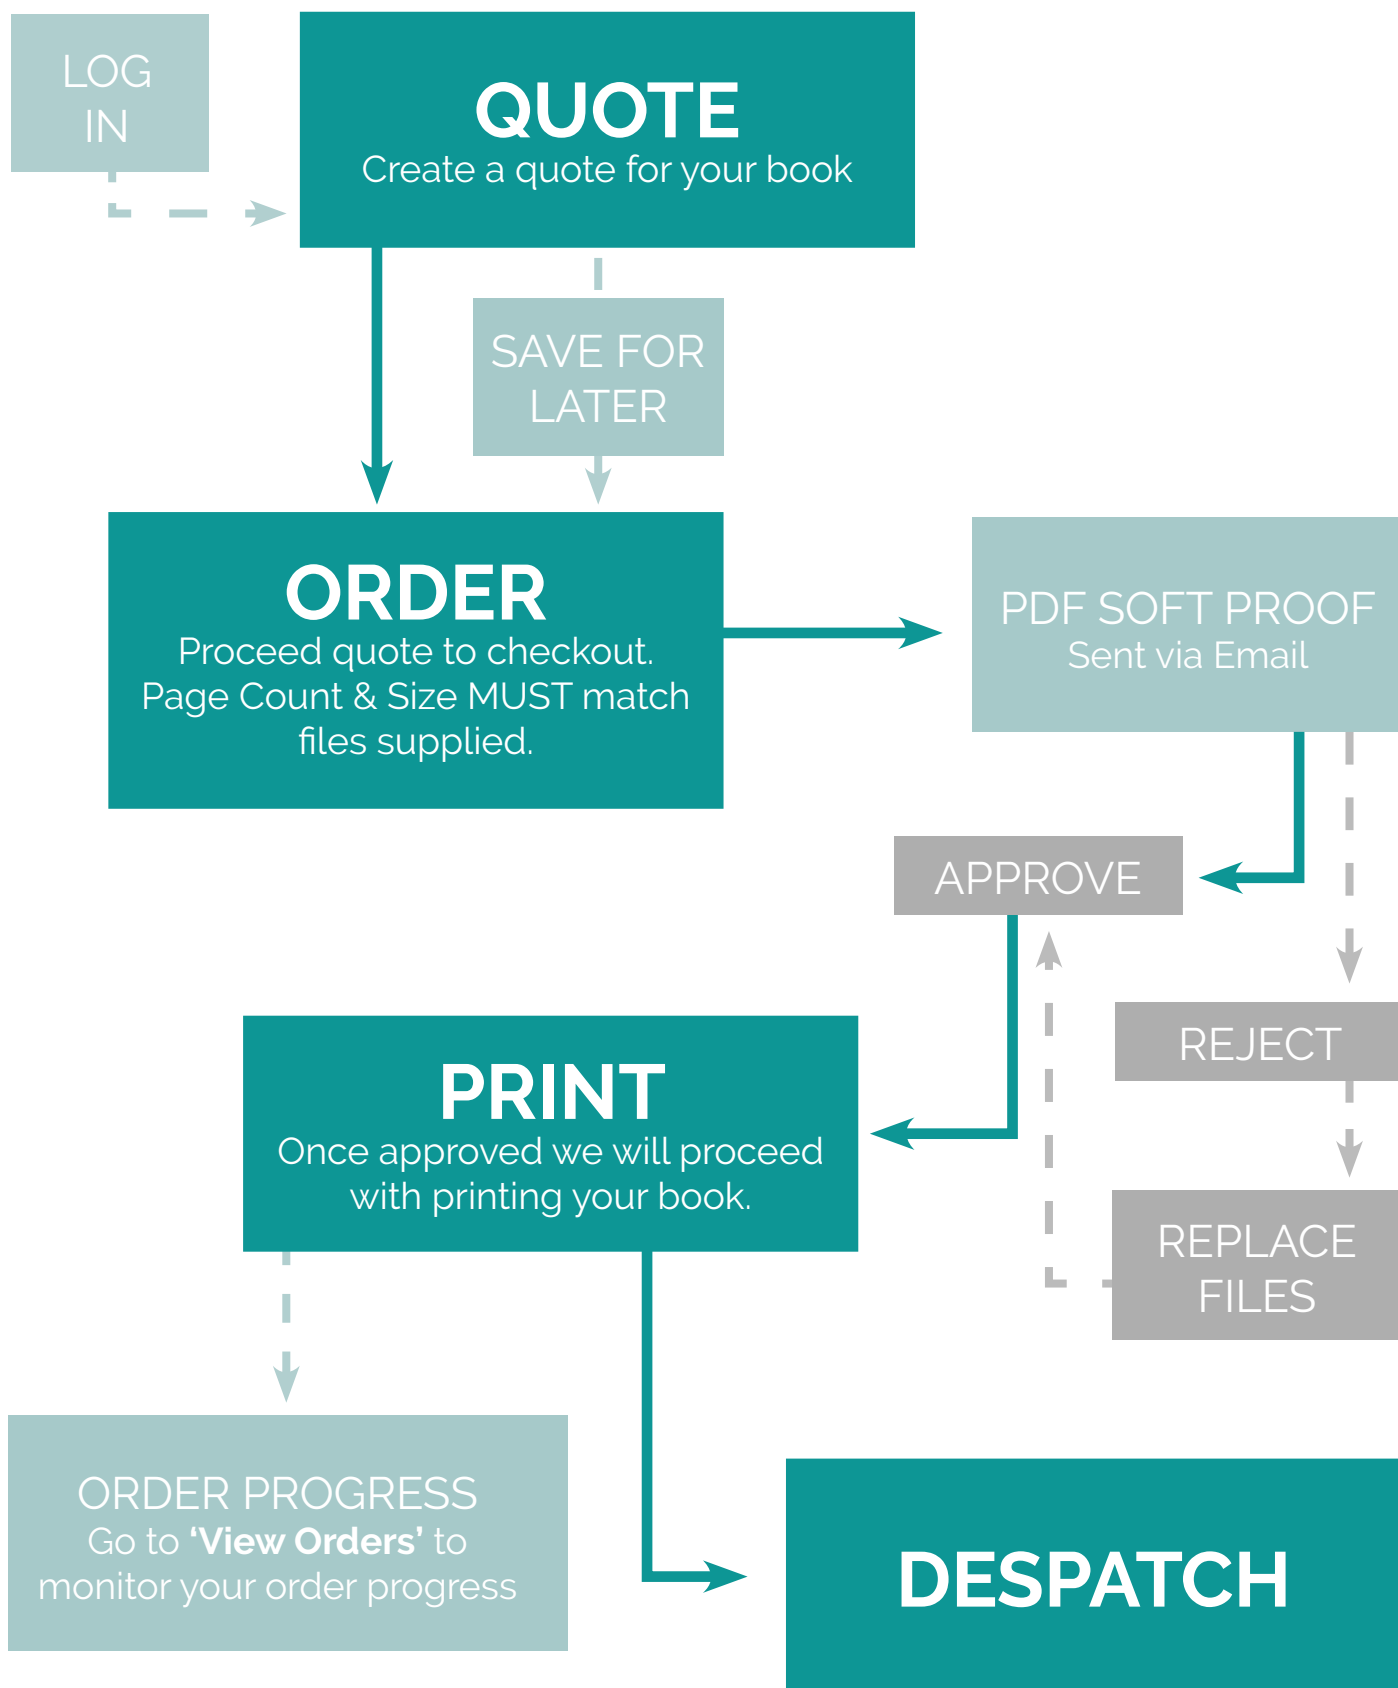 LOG
IN
QUOTE
Create a quote for your book
SAVE FOR
LATER
ORDER
Proceed quote to checkout.
Page Count & Size MUST match
files supplied.
PDF SOFT PROOF
Sent via Email
APPROVE
REJECT
PRINT
Once approved we will proceed
with printing your book.
REPLACE
FILES
ORDER PROGRESS
Go to ‘View Orders’ to
monitor your order progress
DESPATCH